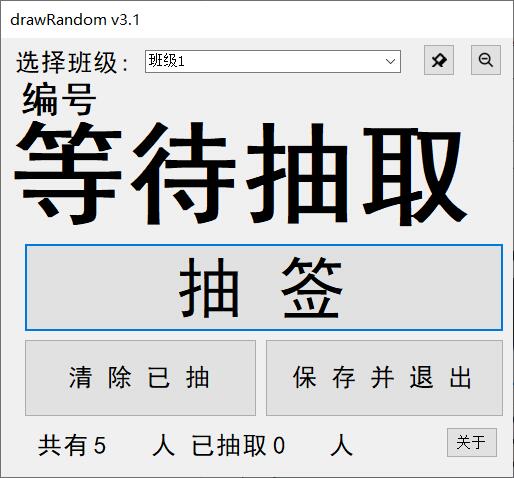 drawRandom v3.1
选择班级: 班级1
编号
等待抽取
抽 签
清 除 已 抽 保 存 并 退 出
共有 5 人 已抽取 0 人 关于